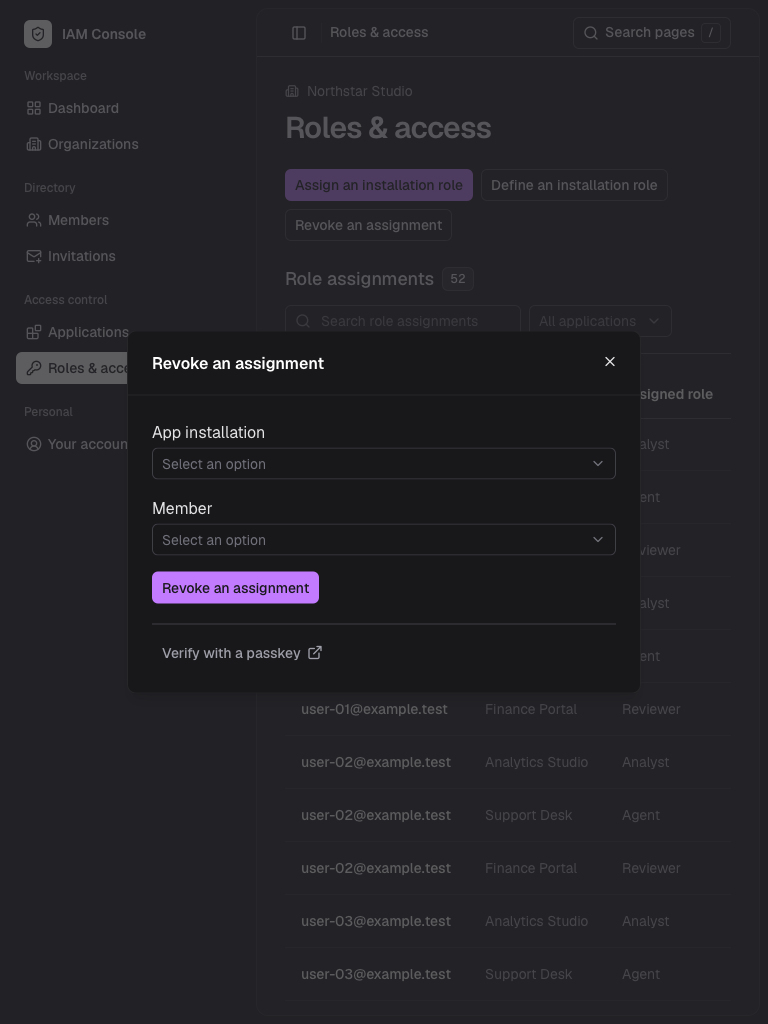 IAM Console
Workspace
Dashboard
Organizations
Directory
Members
Invitations
Access control
Applications
Roles & acce
Personal
Your accoun
Roles & access
Search pages /
Northstar Studio
Roles & access
Assign an installation role
Define an installation role
Revoke an assignment
Role assignments 52
Search role assignments
All applications
signed role
alyst
ent
viewer
alyst
ent
Revoke an assignment
App installation
Select an option
Member
Select an option
Revoke an assignment
Verify with a passkey
user-01@example.test Finance Portal Reviewer
user-02@example.test Analytics Studio Analyst
user-02@example.test Support Desk Agent
user-02@example.test Finance Portal Reviewer
user-03@example.test Analytics Studio Analyst
user-03@example.test Support Desk Agent